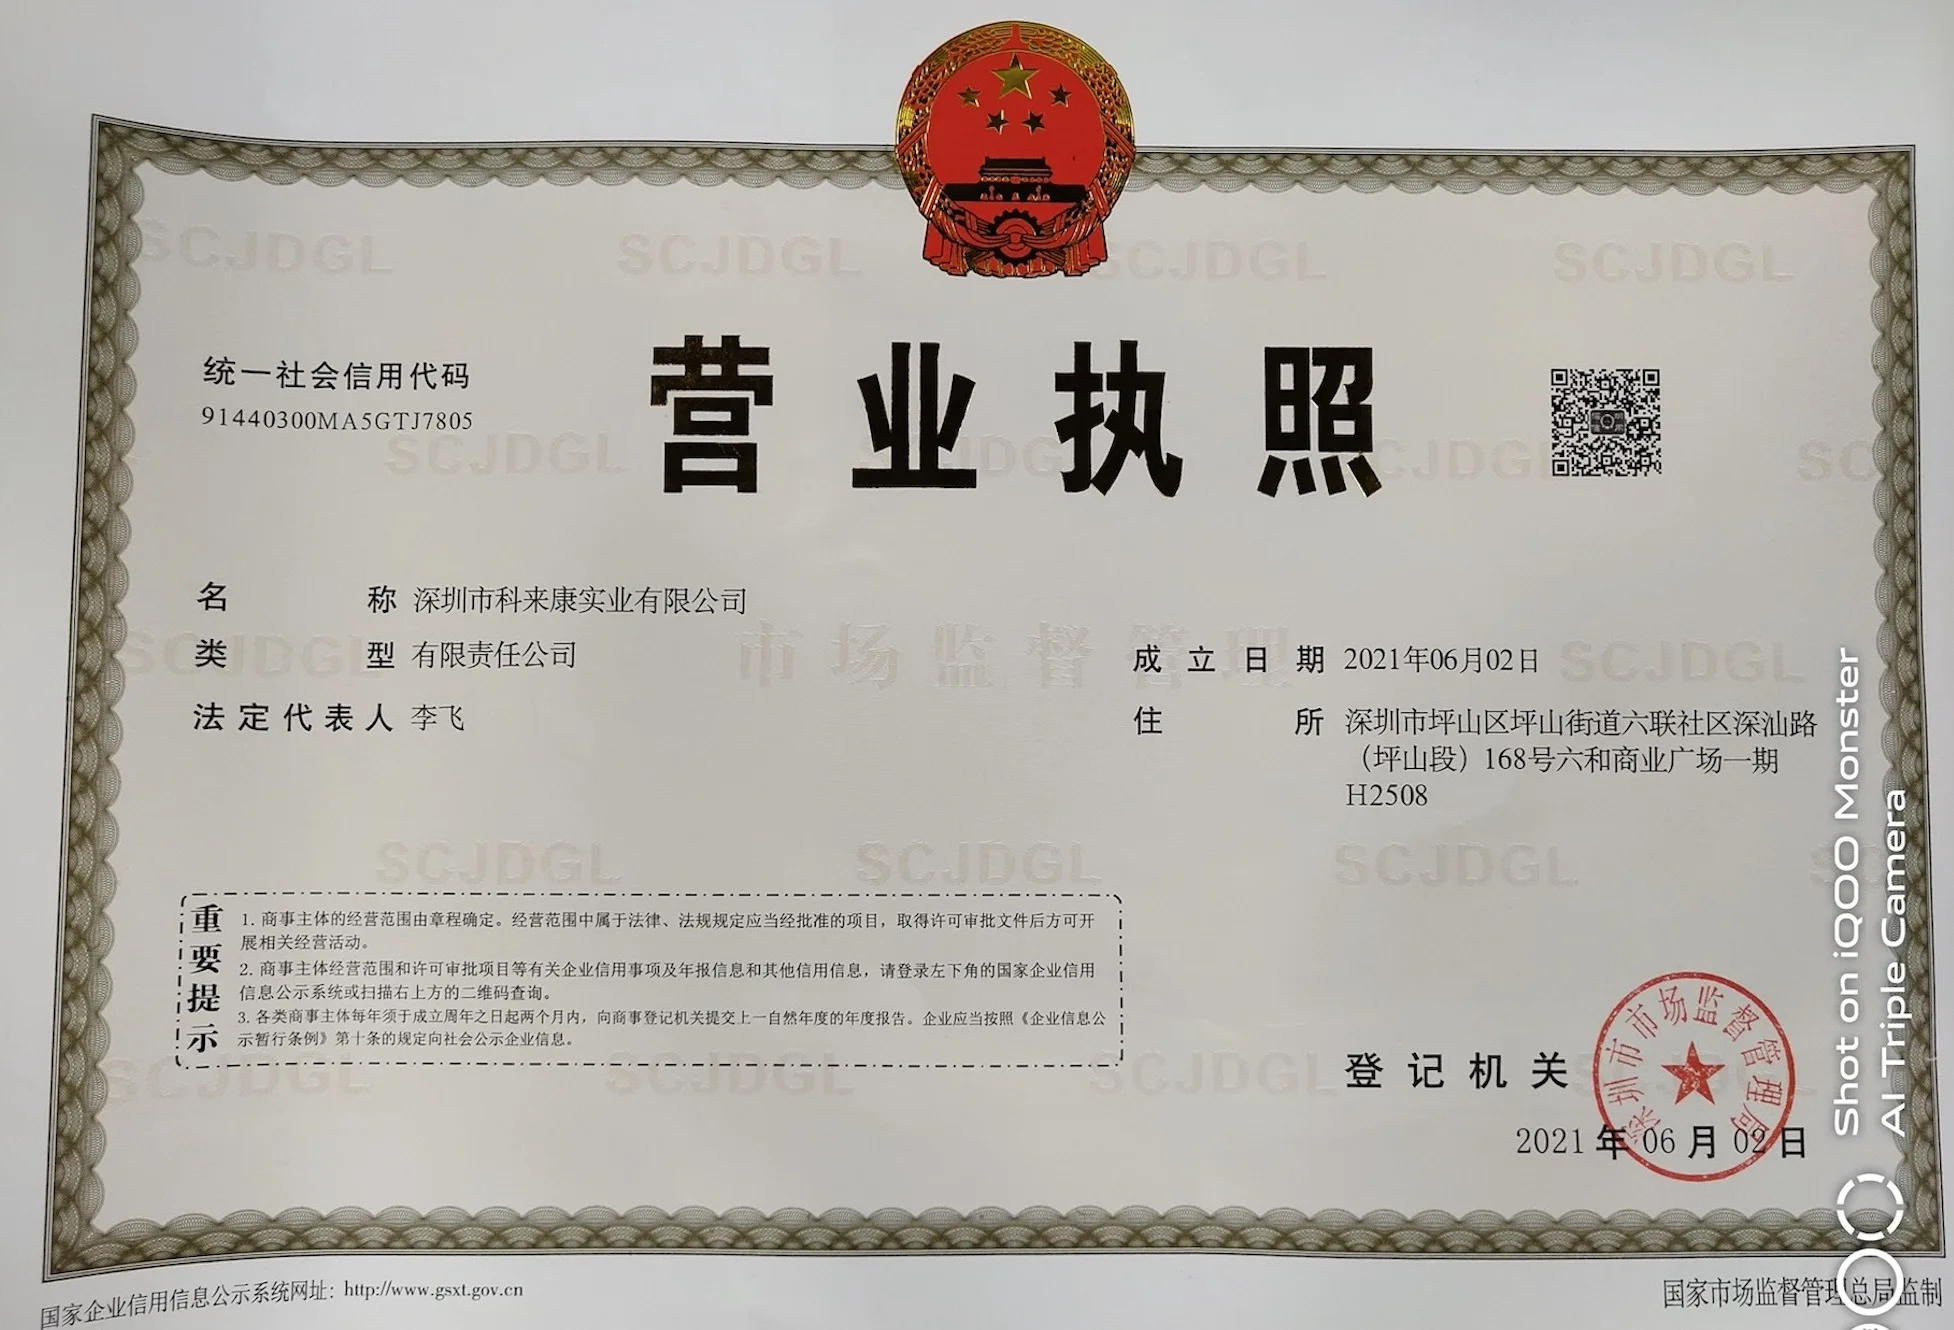 营业执照
统一社会信用代码
91440300MA5GTJ7805
名 称 深圳市科来康实业有限公司
类 型 有限责任公司
法定代表人 李飞
成立日期 2021年06月02日
住 所 深圳市坪山区坪山街道六联社区深汕路
（坪山段）168号六和商业广场一期
H2508
重要提示
1. 商事主体的经营范围由章程确定。经营范围中属于法律、法规规定应当经批准的项目，取得许可审批文件后方可开
展相关经营活动。
2. 商事主体经营范围和许可审批项目等有关企业信用事项及年报信息和其他信用信息，请登录左下角的国家企业信用
信息公示系统或扫描右上方的二维码查询。
3. 各类商事主体每年须于成立周年之日起两个月内，向商事登记机关提交上一自然年度的年度报告。企业应当按照《企业信息公
示暂行条例》第十条的规定向社会公示企业信息。
登记机关
深圳市市场监督管理局
2021年06月02日
国家企业信用信息公示系统网址：http://www.gsxt.gov.cn
国家市场监督管理总局监制
Shot on iQOO Monster
AI Triple Camera
SCJDGL
SCJDGL
SCJDGL
SCJDGL
SCJDGL
市场监督管理
SCJDGL
SCJDGL
SCJDGL
SCJDGL
SCJDGL
SCJDGL
SCJDGL
SCJDGL